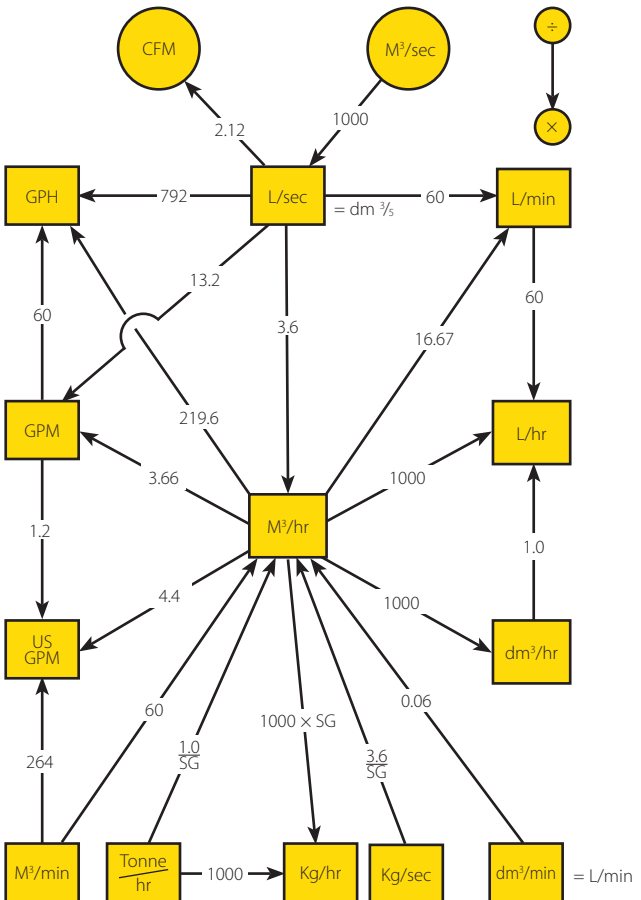 CFM
M³/sec
÷
2.12
1000
×
GPH
792
L/sec
60
L/min
= dm ³/₅
13.2
60
60
3.6
16.67
219.6
GPM
L/hr
3.66
1000
M³/hr
1.2
1.0
4.4
1000
US
GPM
dm³/hr
60
1000 × SG
0.06
1.0
SG
3.6
SG
264
M³/min
Tonne
hr
1000
Kg/hr
Kg/sec
dm³/min
= L/min